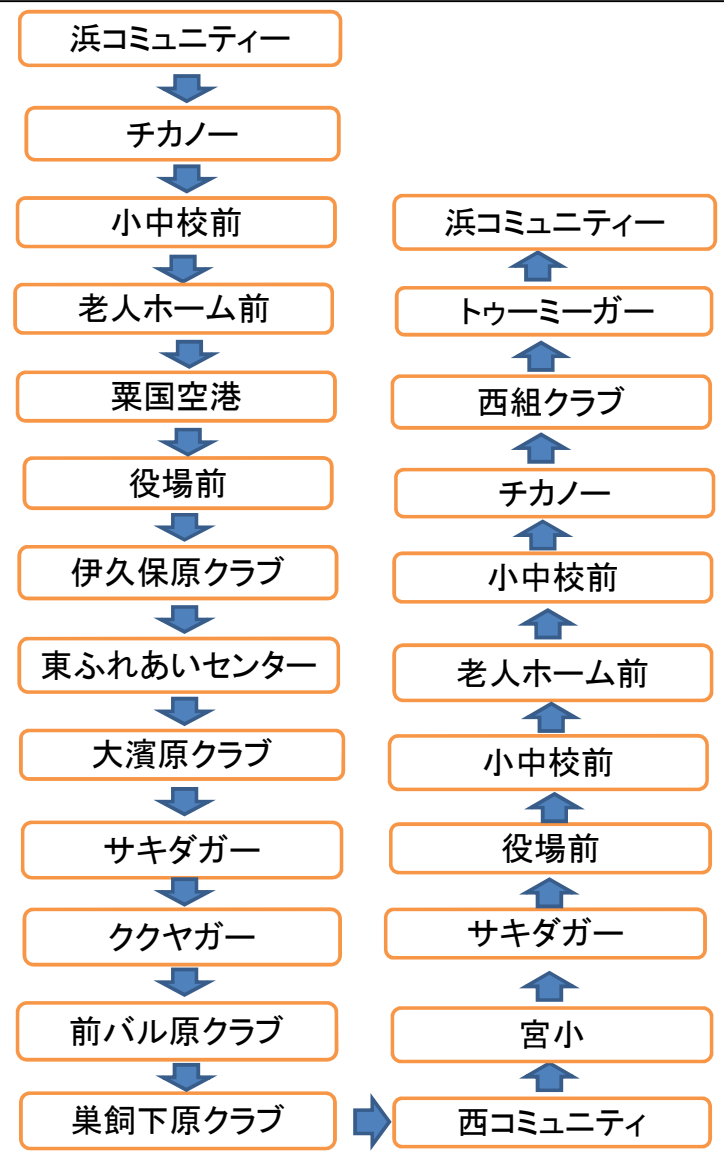 浜コミュニティー
チカノー
小中校前
老人ホーム前
粟国空港
役場前
伊久保原クラブ
東ふれあいセンター
大濱原クラブ
サキダガー
ククヤガー
前バル原クラブ
巣飼下原クラブ
西コミュニティ
宮小
サキダガー
役場前
小中校前
老人ホーム前
小中校前
チカノー
西組クラブ
トゥーミーガー
浜コミュニティー